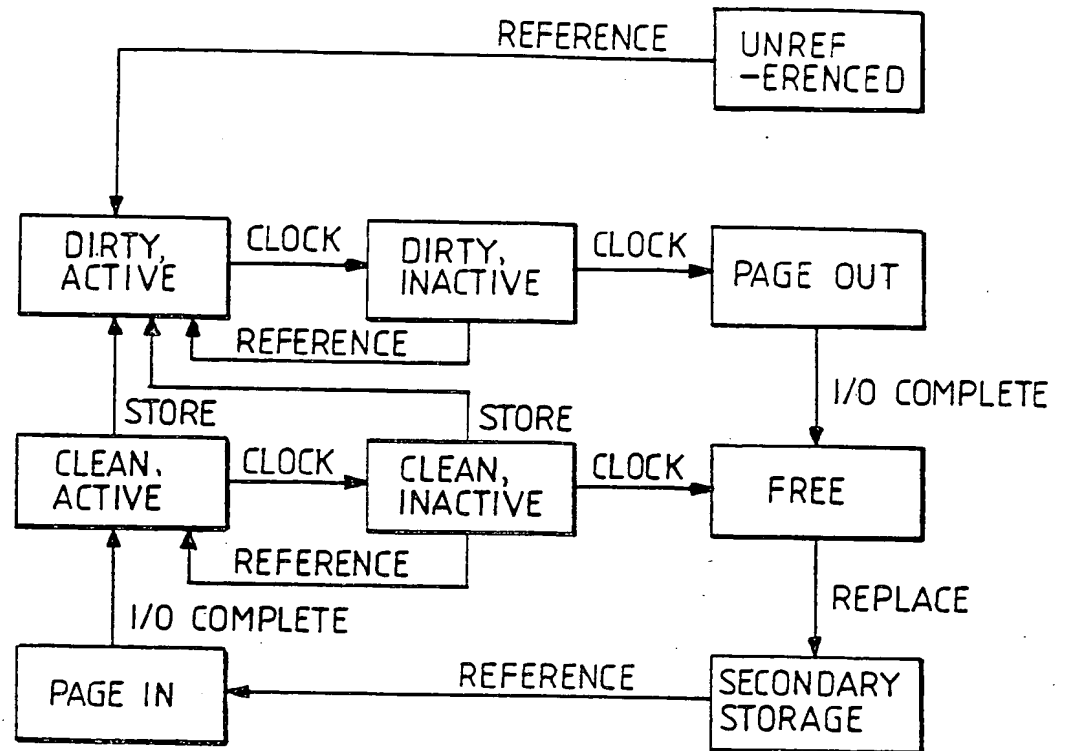 REFERENCE
UNREF
-ERENCED
DIRTY,
ACTIVE
CLOCK
DIRTY,
INACTIVE
CLOCK
PAGE OUT
REFERENCE
I/O COMPLETE
STORE
STORE
CLEAN,
ACTIVE
CLOCK
CLEAN,
INACTIVE
CLOCK
FREE
REFERENCE
REPLACE
I/O COMPLETE
PAGE IN
REFERENCE
SECONDARY
STORAGE